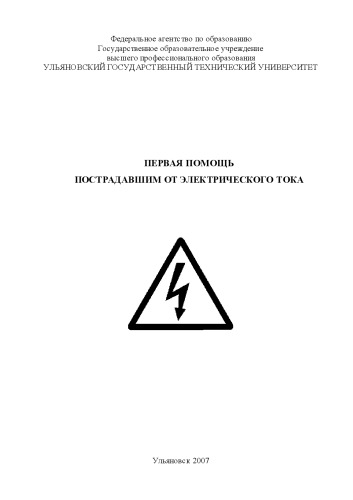 Федеральное агентство по образованию
Государственное образовательное учреждение
высшего профессионального образования
УЛЬЯНОВСКИЙ ГОСУДАРСТВЕННЫЙ ТЕХНИЧЕСКИЙ УНИВЕРСИТЕТ
ПЕРВАЯ ПОМОЩЬ
ПОСТРАДАВШИМ ОТ ЭЛЕКТРИЧЕСКОГО ТОКА
Ульяновск 2007